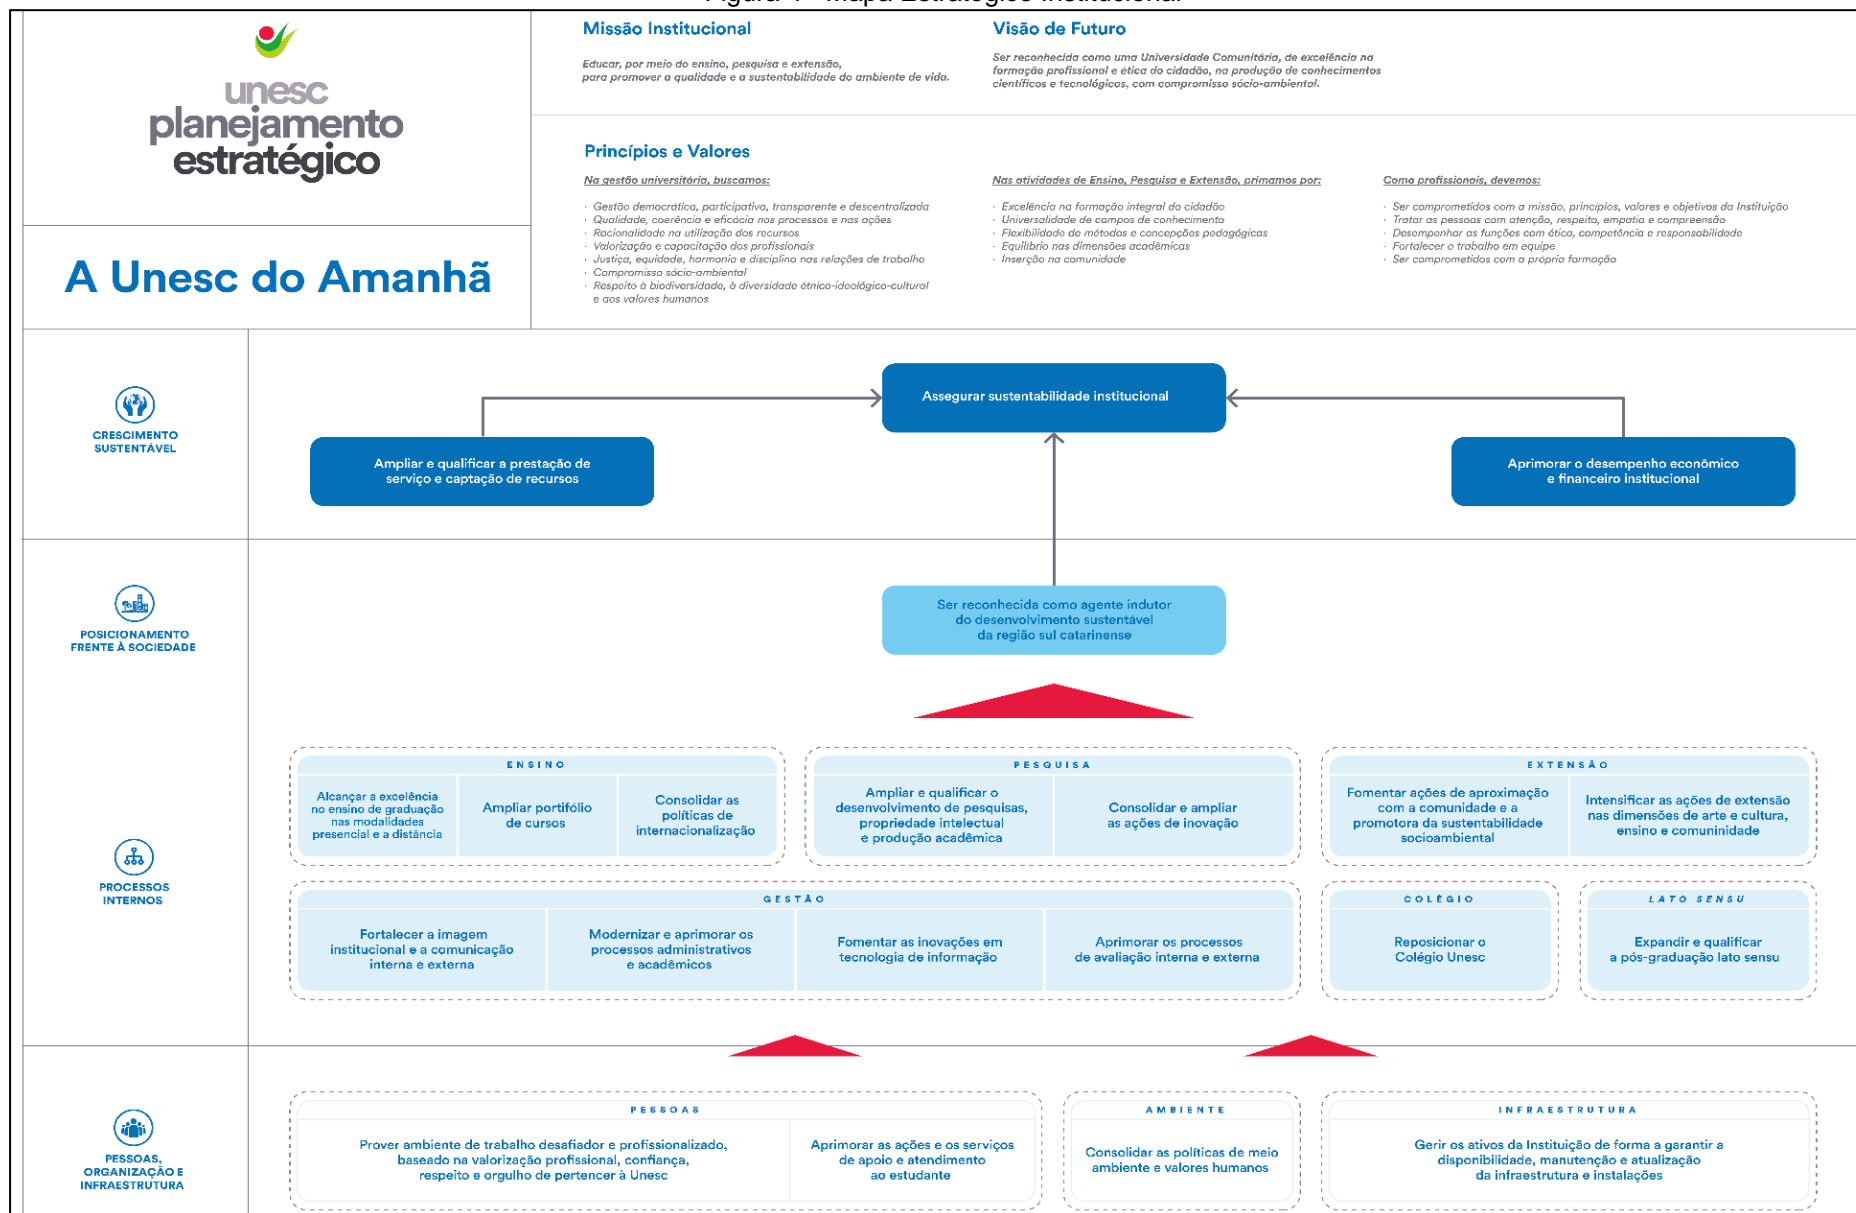 Figura 1 - Mapa Estratégico Institucional
unesc
planejamento
estratégico
A Unesc do Amanhã
Missão Institucional
Educar, por meio do ensino, pesquisa e extensão,
para promover a qualidade e a sustentabilidade do ambiente de vida.
Visão de Futuro
Ser reconhecida como uma Universidade Comunitária, de excelência na
formação profissional e ética do cidadão, na produção de conhecimentos
científicos e tecnológicos, com compromisso sócio-ambiental.
Princípios e Valores
Na gestão universitária, buscamos:
· Gestão democrática, participativa, transparente e descentralizada
· Qualidade, coerência e eficácia nos processos e nas ações
· Racionalidade na utilização dos recursos
· Valorização e capacitação dos profissionais
· Justiça, equidade, harmonia e disciplina nas relações de trabalho
· Compromisso sócio-ambiental
· Respeito à biodiversidade, à diversidade étnico-ideológico-cultural
e aos valores humanos
Nas atividades de Ensino, Pesquisa e Extensão, primamos por:
· Excelência na formação integral do cidadão
· Universalidade de campos de conhecimento
· Flexibilidade de métodos e concepções pedagógicas
· Equilíbrio nas dimensões acadêmicas
· Inserção na comunidade
Como profissionais, devemos:
· Ser comprometidos com a missão, princípios, valores e objetivos da Instituição
· Tratar as pessoas com atenção, respeito, empatia e compreensão
· Desempenhar as funções com ética, competência e responsabilidade
· Fortalecer o trabalho em equipe
· Ser comprometidos com a própria formação
CRESCIMENTO
SUSTENTÁVEL
Assegurar sustentabilidade institucional
Ampliar e qualificar a prestação de
serviço e captação de recursos
Aprimorar o desempenho econômico
e financeiro institucional
POSICIONAMENTO
FRENTE À SOCIEDADE
Ser reconhecida como agente indutor
do desenvolvimento sustentável
da região sul catarinense
PROCESSOS
INTERNOS
ENSINO
Alcançar a excelência
no ensino de graduação
nas modalidades
presencial e a distância
Ampliar portifólio
de cursos
Consolidar as
políticas de
internacionalização
PESQUISA
Ampliar e qualificar o
desenvolvimento de pesquisas,
propriedade intelectual
e produção acadêmica
Consolidar e ampliar
as ações de inovação
EXTENSÃO
Fomentar ações de aproximação
com a comunidade e a
promotora da sustentabilidade
socioambiental
Intensificar as ações de extensão
nas dimensões de arte e cultura,
ensino e comuninidade
GESTÃO
Fortalecer a imagem
institucional e a comunicação
interna e externa
Modernizar e aprimorar os
processos administrativos
e acadêmicos
Fomentar as inovações em
tecnologia de informação
Aprimorar os processos
de avaliação interna e externa
COLÉGIO
Reposicionar o
Colégio Unesc
LATO SENSU
Expandir e qualificar
a pós-graduação lato sensu
PESSOAS,
ORGANIZAÇÃO E
INFRAESTRUTURA
PESSOAS
Prover ambiente de trabalho desafiador e profissionalizado,
baseado na valorização profissional, confiança,
respeito e orgulho de pertencer à Unesc
Aprimorar as ações e os serviços
de apoio e atendimento
ao estudante
AMBIENTE
Consolidar as políticas de meio
ambiente e valores humanos
INFRAESTRUTURA
Gerir os ativos da Instituição de forma a garantir a
disponibilidade, manutenção e atualização
da infraestrutura e instalações